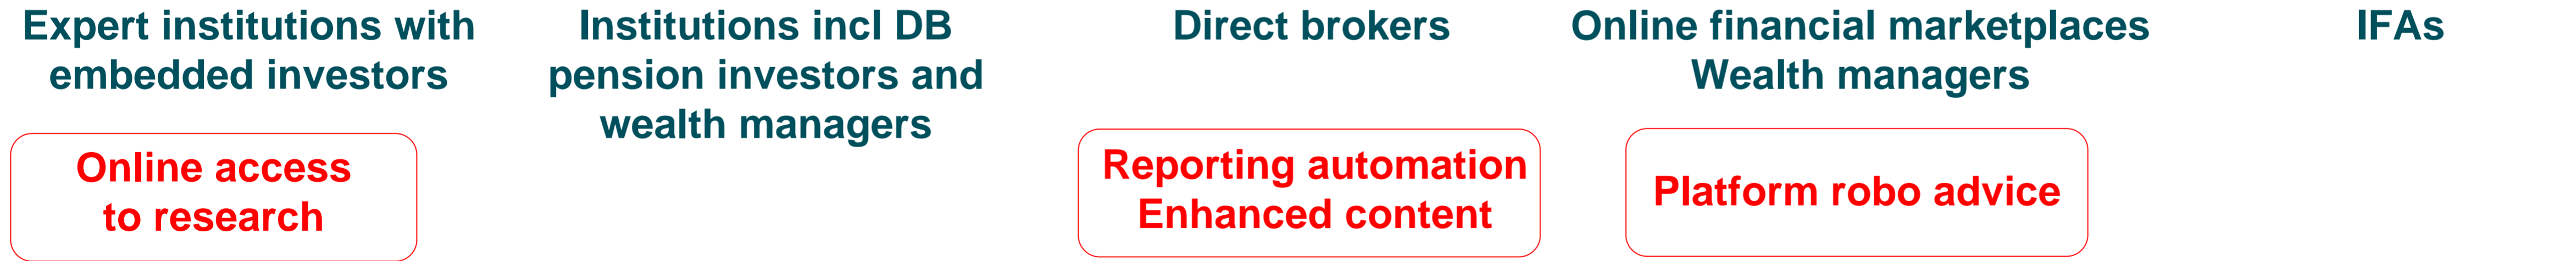 Expert institutions with
embedded investors
Institutions incl DB
pension investors and
wealth managers
Direct brokers
Online financial marketplaces
Wealth managers
IFAs
Online access
to research
Reporting automation
Enhanced content
Platform robo advice